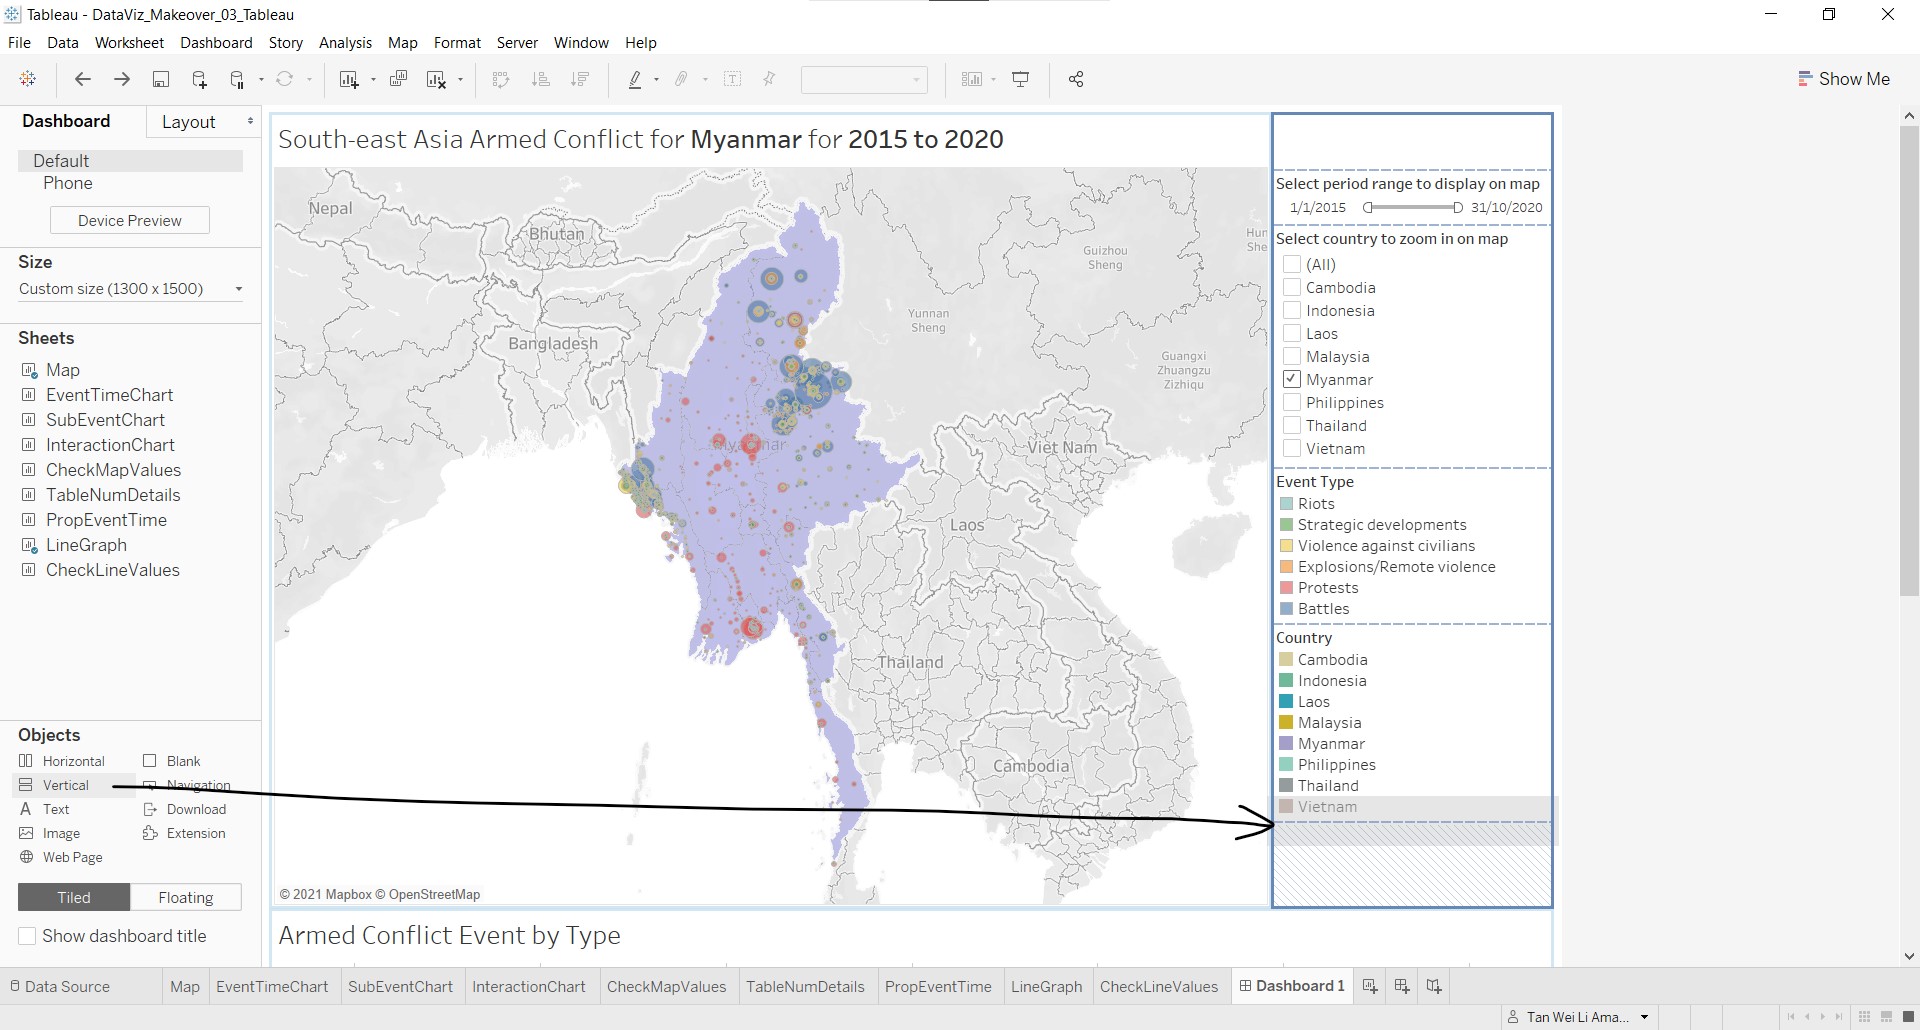 Tableau - DataViz_Makeover_03_Tableau
File Data Worksheet Dashboard Story Analysis Map Format Server Window Help
Show Me
Dashboard Layout
Default
Phone
Device Preview
Size
Custom size (1300 x 1500)
Sheets
Map
EventTimeChart
SubEventChart
InteractionChart
CheckMapValues
TableNumDetails
PropEventTime
LineGraph
CheckLineValues
Objects
Horizontal Blank
Vertical Navigation
A Text Download
Image Extension
Web Page
Tiled Floating
Show dashboard title
South-east Asia Armed Conflict for Myanmar for 2015 to 2020
Nepal
Bhutan
Bangladesh
Guizhou
Sheng
Hun
She
Yunnan
Sheng
Guangxi
Zhuangzu
Zizhiqu
Myanmar
Viet Nam
Laos
Thailand
Cambodia
© 2021 Mapbox © OpenStreetMap
Select period range to display on map
1/1/2015 31/10/2020
Select country to zoom in on map
(All)
Cambodia
Indonesia
Laos
Malaysia
Myanmar
Philippines
Thailand
Vietnam
Event Type
Riots
Strategic developments
Violence against civilians
Explosions/Remote violence
Protests
Battles
Country
Cambodia
Indonesia
Laos
Malaysia
Myanmar
Philippines
Thailand
Vietnam
Armed Conflict Event by Type
Data Source Map EventTimeChart SubEventChart InteractionChart CheckMapValues TableNumDetails PropEventTime LineGraph CheckLineValues Dashboard 1
Tan Wei Li Ama...